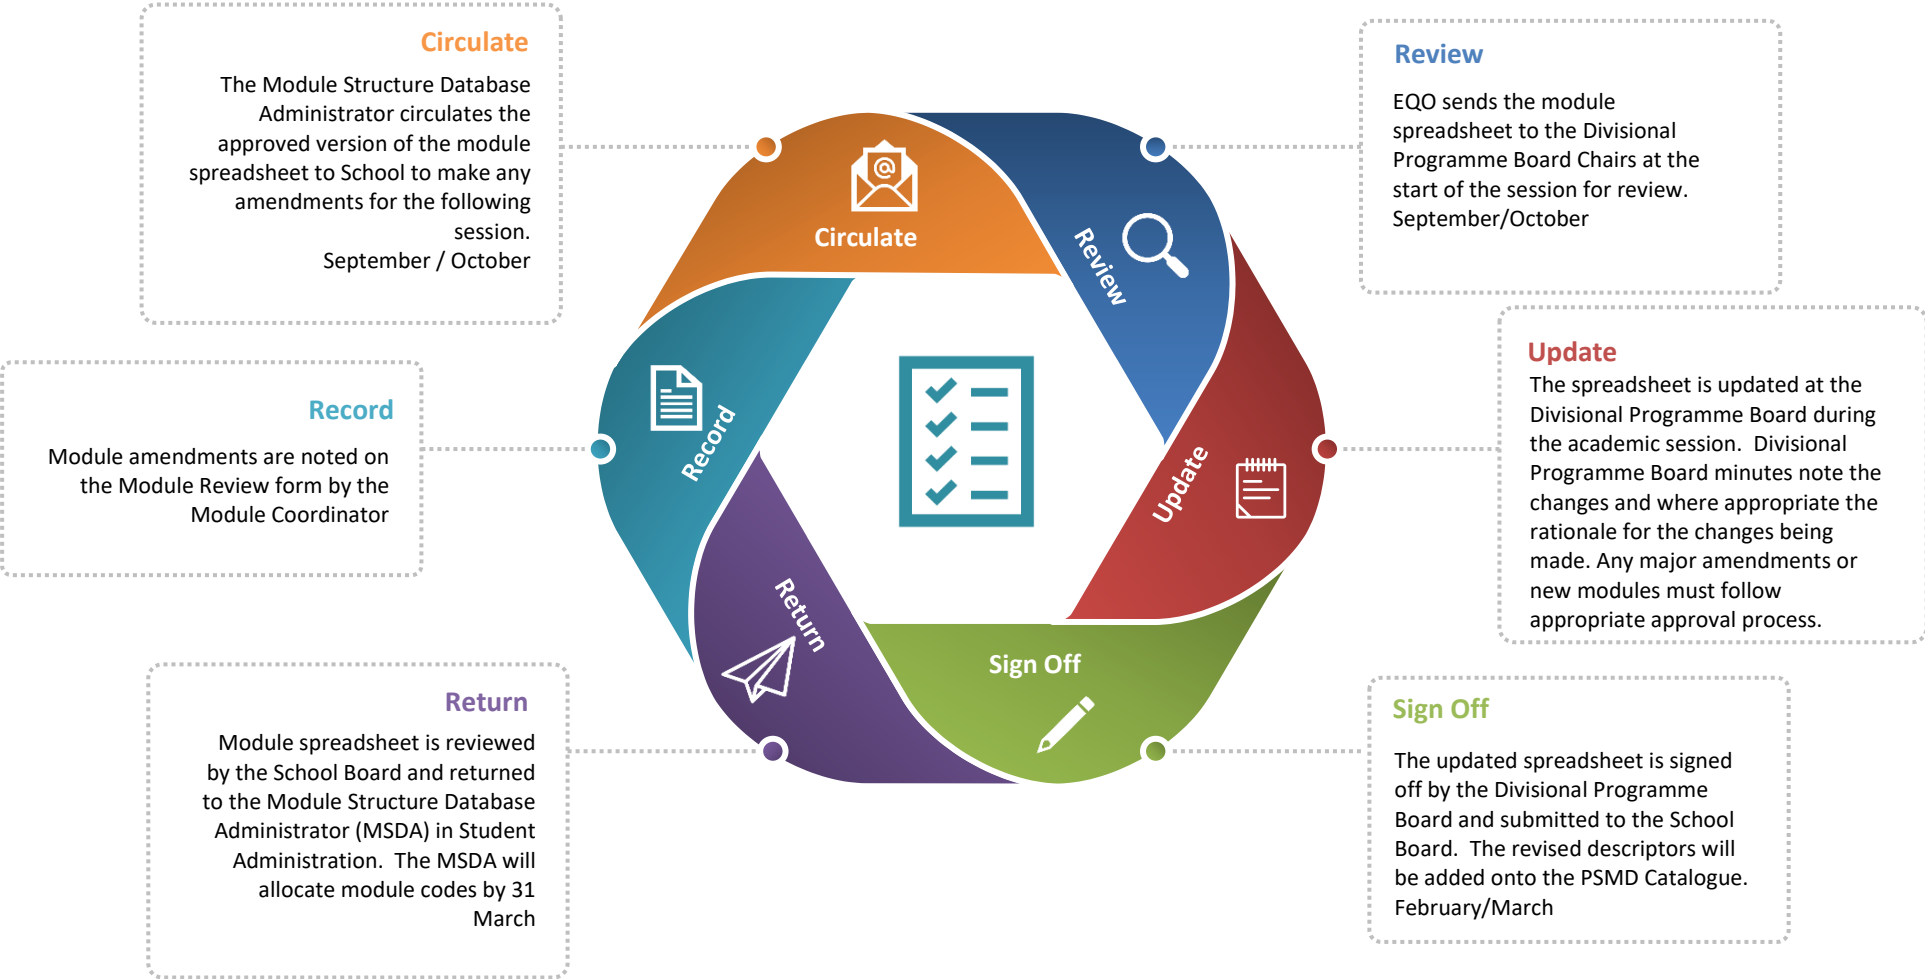 Circulate
The Module Structure Database
Administrator circulates the
approved version of the module
spreadsheet to School to make any
amendments for the following
session.
September / October
Review
EQO sends the module
spreadsheet to the Divisional
Programme Board Chairs at the
start of the session for review.
September/October
Update
The spreadsheet is updated at the
Divisional Programme Board during
the academic session.  Divisional
Programme Board minutes note the
changes and where appropriate the
rationale for the changes being
made. Any major amendments or
new modules must follow
appropriate approval process.
Sign Off
The updated spreadsheet is signed
off by the Divisional Programme
Board and submitted to the School
Board.  The revised descriptors will
be added onto the PSMD Catalogue.
February/March
Return
Module spreadsheet is reviewed
by the School Board and returned
to the Module Structure Database
Administrator (MSDA) in Student
Administration.  The MSDA will
allocate module codes by 31
March
Record
Module amendments are noted on
the Module Review form by the
Module Coordinator
@
Circulate
Review
Update
Sign Off
Return
Record